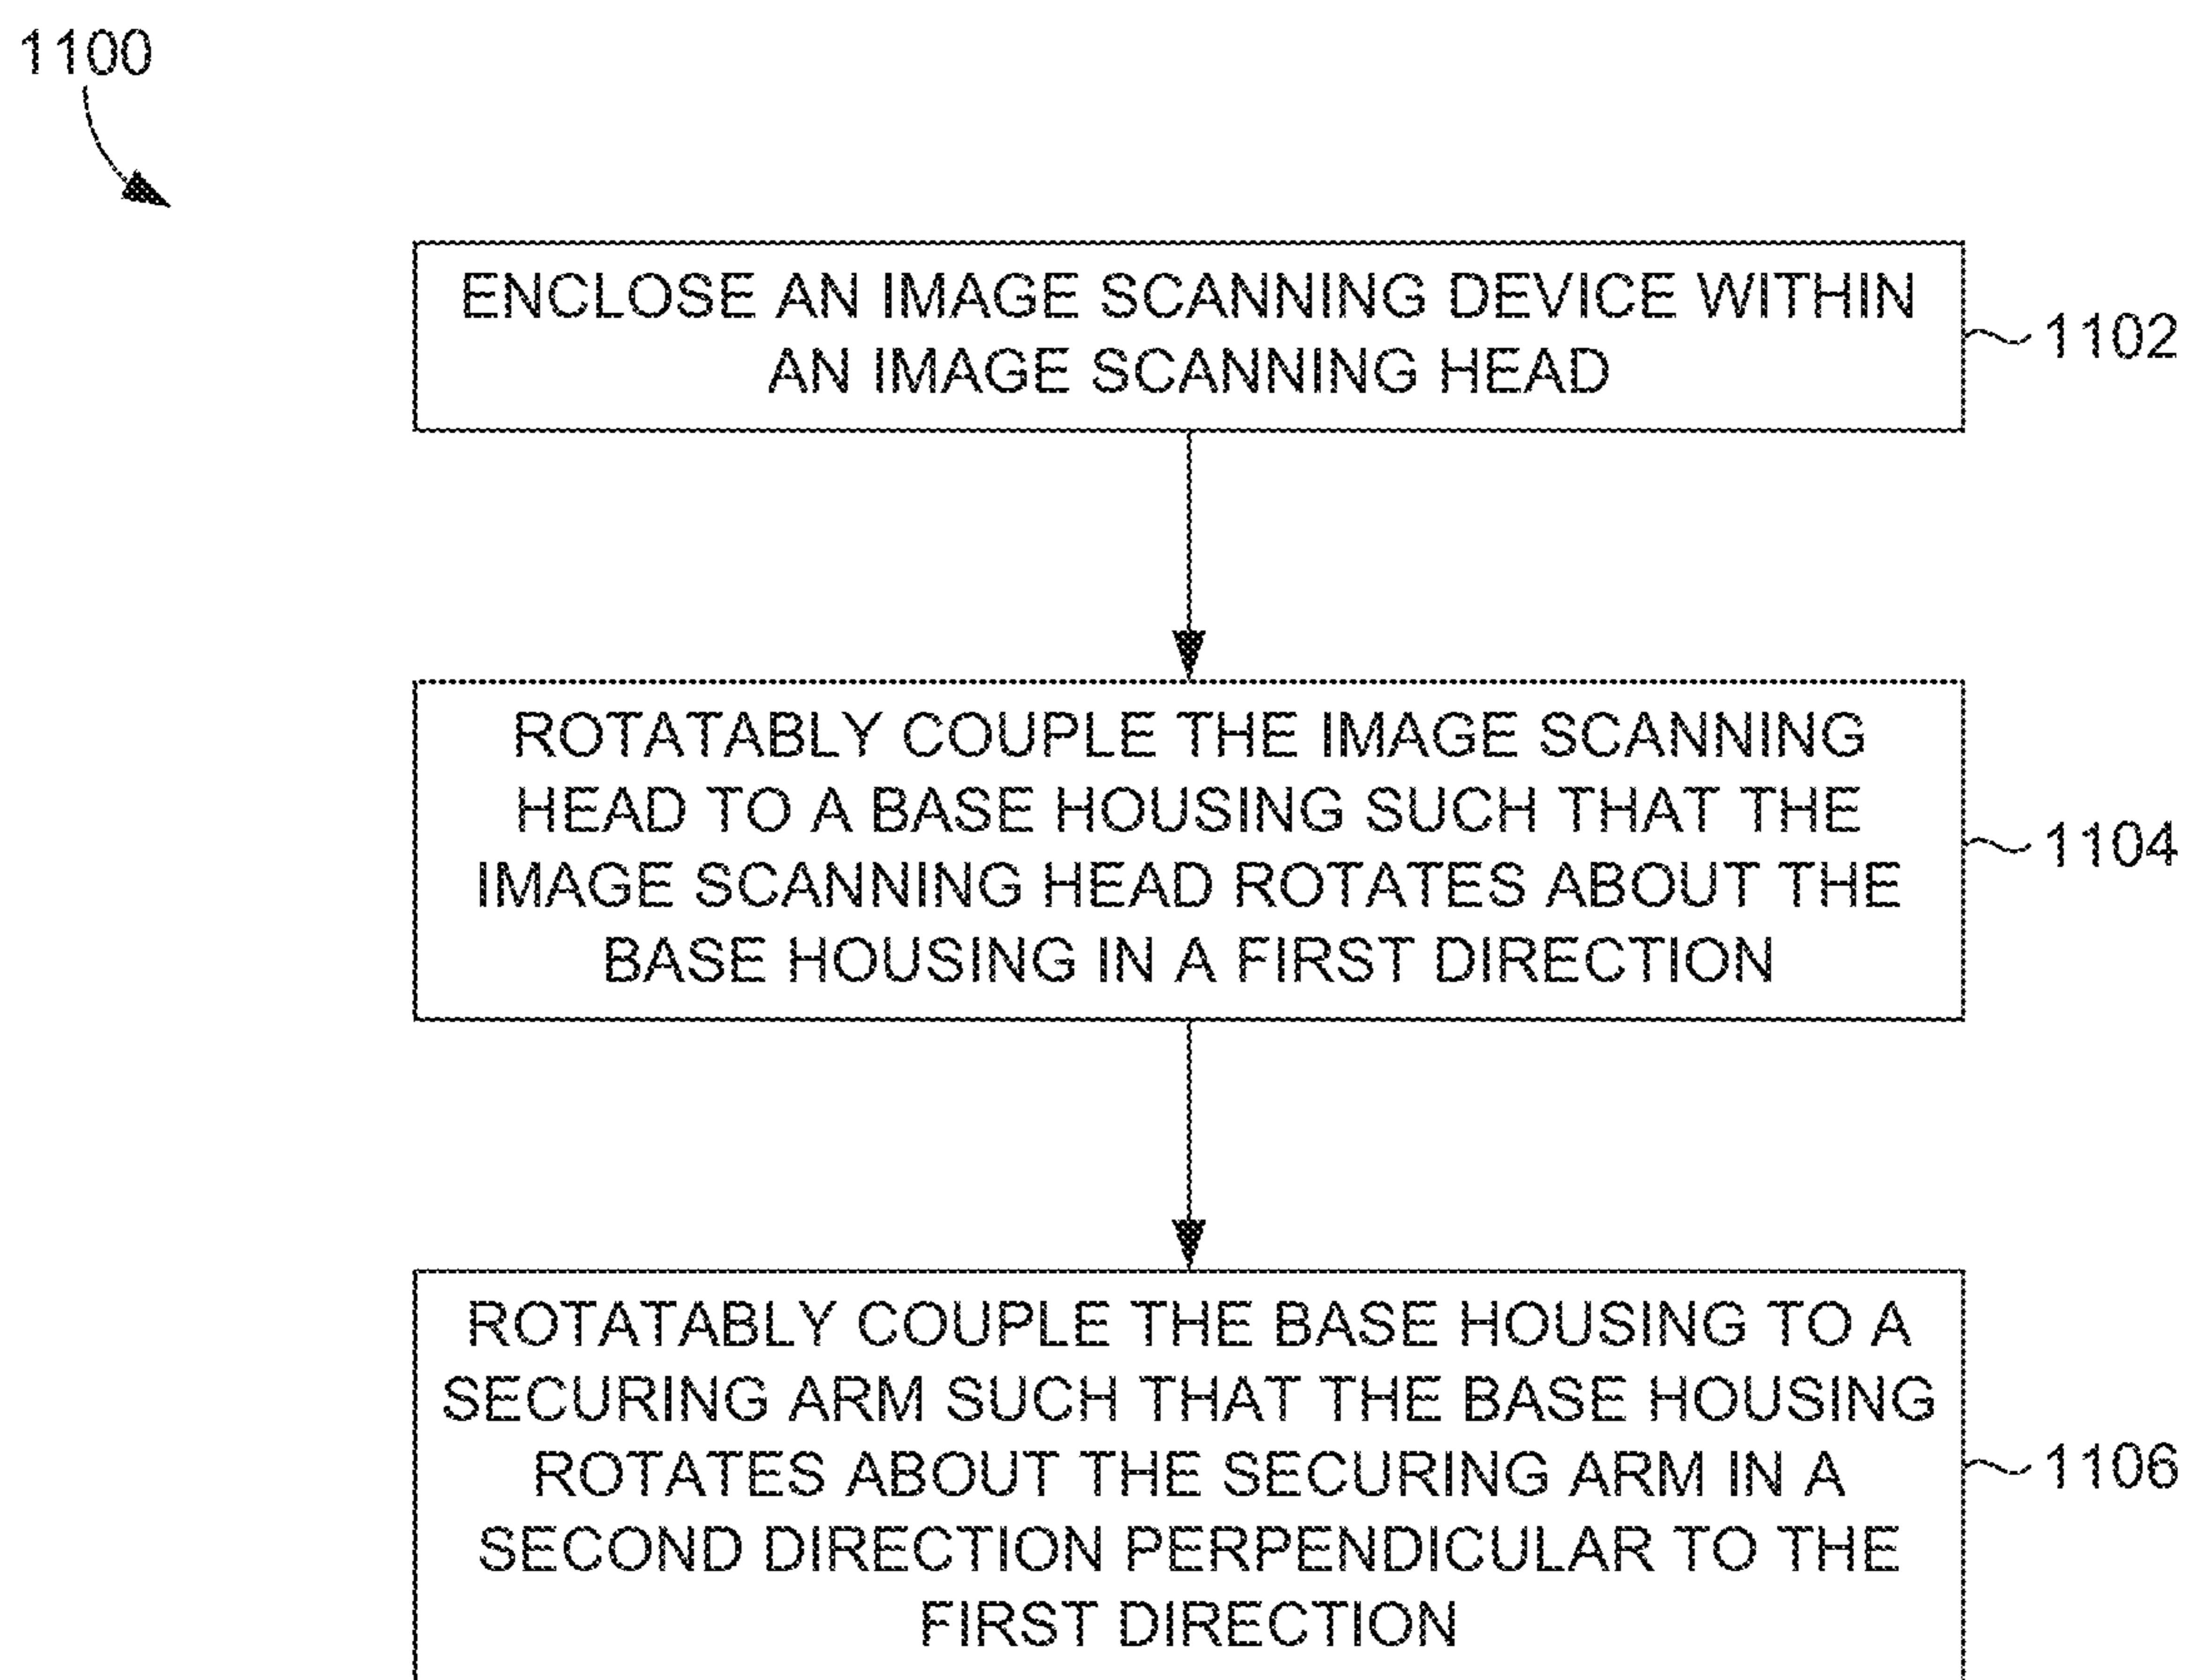 1100
ENCLOSE AN IMAGE SCANNING DEVICE WITHIN
AN IMAGE SCANNING HEAD
1102
ROTATABLY COUPLE THE IMAGE SCANNING
HEAD TO A BASE HOUSING SUCH THAT THE
IMAGE SCANNING HEAD ROTATES ABOUT THE
BASE HOUSING IN A FIRST DIRECTION
1104
ROTATABLY COUPLE THE BASE HOUSING TO A
SECURING ARM SUCH THAT THE BASE HOUSING
ROTATES ABOUT THE SECURING ARM IN A
SECOND DIRECTION PERPENDICULAR TO THE
FIRST DIRECTION
1106